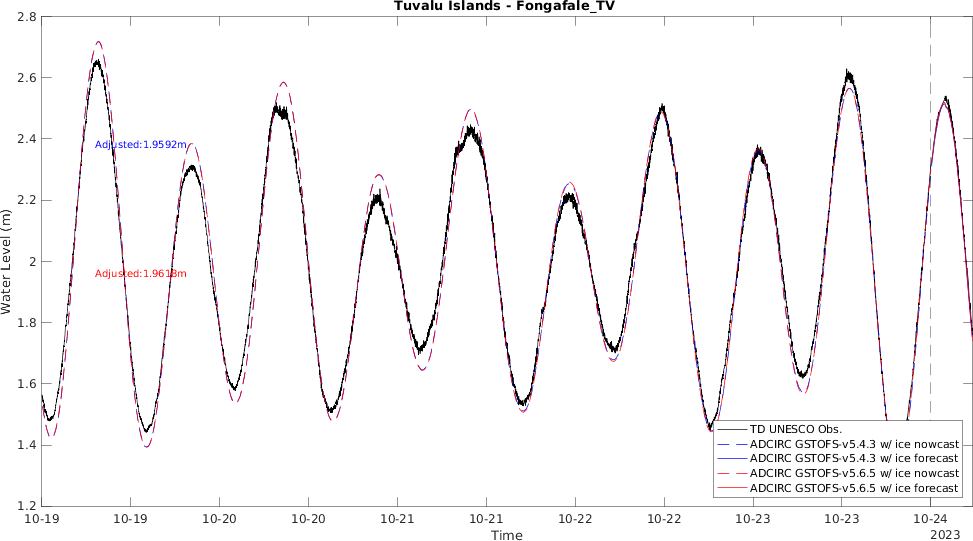 Tuvalu Islands - Fongafale_TV
2.8
2.6
2.4
2.2
2
1.8
1.6
1.4
1.2
Water Level (m)
Adjusted:1.9592m
Adjusted:1.9618m
TD UNESCO Obs.
ADCIRC GSTOFS-v5.4.3 w/ ice nowcast
ADCIRC GSTOFS-v5.4.3 w/ ice forecast
ADCIRC GSTOFS-v5.6.5 w/ ice nowcast
ADCIRC GSTOFS-v5.6.5 w/ ice forecast
10-19 10-19 10-20 10-20 10-21 10-21 10-22 10-22 10-23 10-23 10-24
Time
2023